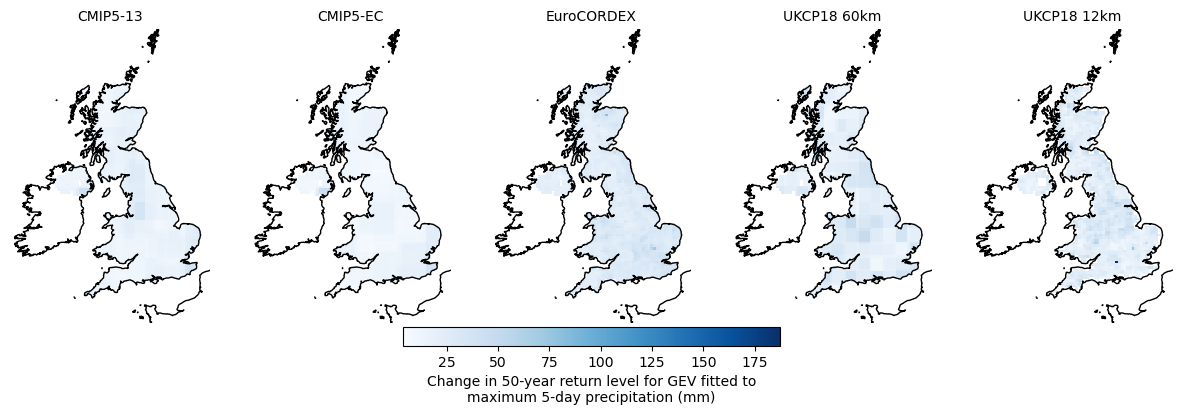 CMIP5-13 CMIP5-EC EuroCORDEX UKCP18 60km UKCP18 12km
25 50 75 100 125 150 175
Change in 50-year return level for GEV fitted to
maximum 5-day precipitation (mm)